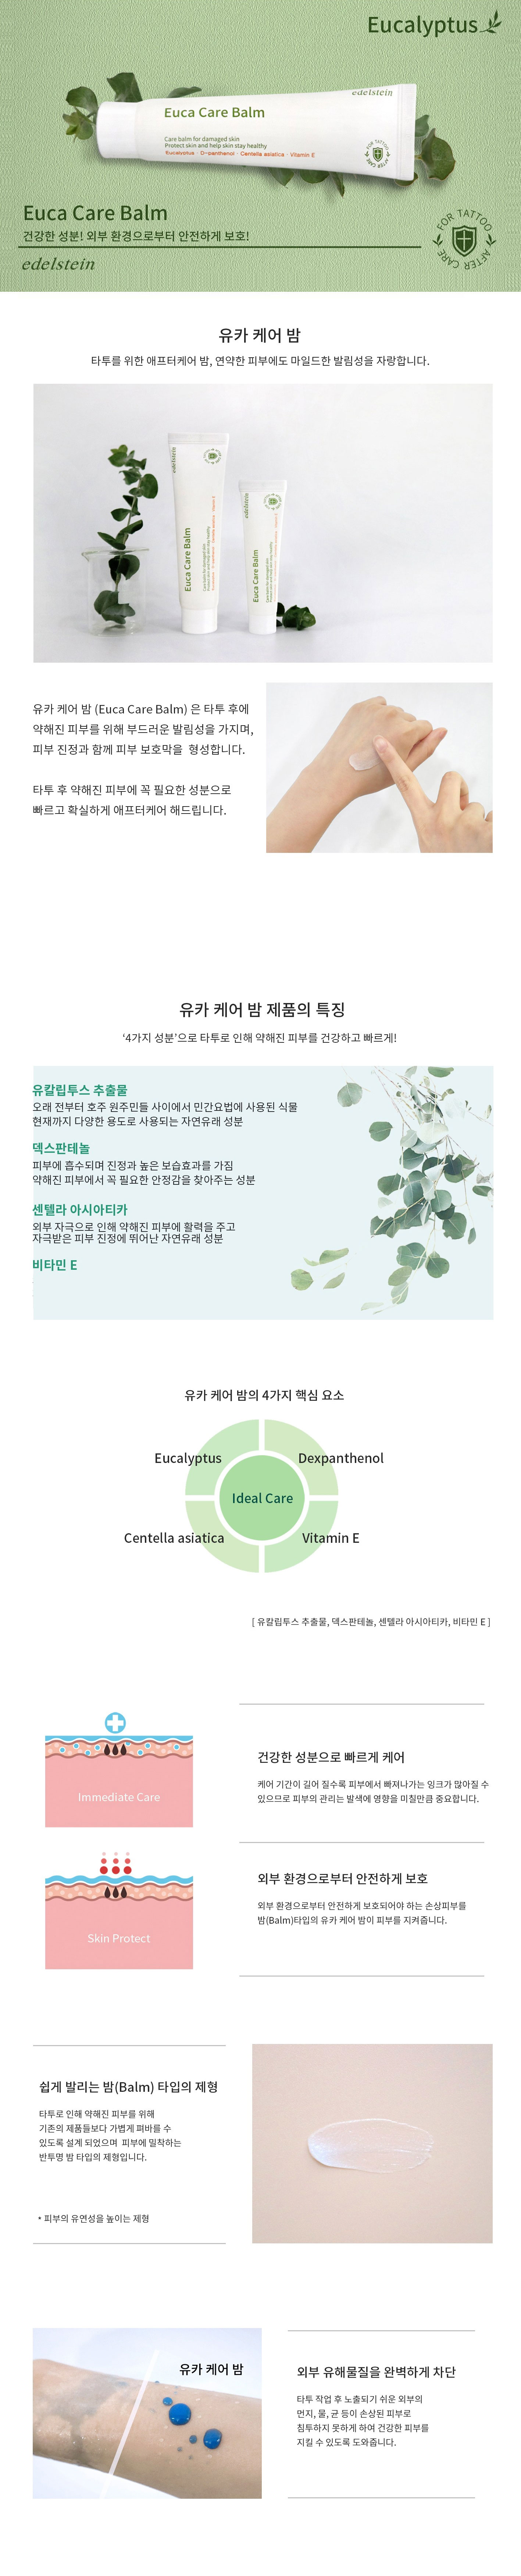 Eucalyptus
edelstein
Euca Care Balm
Care balm for damaged skin
Protect skin and help skin stay healthy
Eucalyptus · D-panthenol · Centella asiatica · Vitamin E
FOR TATTOO
AFTER CARE
Euca Care Balm
건강한 성분! 외부 환경으로부터 안전하게 보호!
edelstein
FOR TATTOO
AFTER CARE
유카 케어 밤
타투를 위한 애프터케어 밤, 연약한 피부에도 마일드한 발림성을 자랑합니다.
edelstein
Euca Care Balm
Care balm for damaged skin
edelstein
Euca Care Balm
유카 케어 밤 (Euca Care Balm) 은 타투 후에
약해진 피부를 위해 부드러운 발림성을 가지며,
피부 진정과 함께 피부 보호막을 형성합니다.
타투 후 약해진 피부에 꼭 필요한 성분으로
빠르고 확실하게 애프터케어 해드립니다.
유카 케어 밤 제품의 특징
‘4가지 성분’으로 타투로 인해 약해진 피부를 건강하고 빠르게!
유칼립투스 추출물
오래 전부터 호주 원주민들 사이에서 민간요법에 사용된 식물
현재까지 다양한 용도로 사용되는 자연유래 성분
덱스판테놀
피부에 흡수되며 진정과 높은 보습효과를 가짐
약해진 피부에서 꼭 필요한 안정감을 찾아주는 성분
센텔라 아시아티카
외부 자극으로 인해 약해진 피부에 활력을 주고
자극받은 피부 진정에 뛰어난 자연유래 성분
비타민 E
유카 케어 밤의 4가지 핵심 요소
Eucalyptus
Dexpanthenol
Ideal Care
Centella asiatica
Vitamin E
[ 유칼립투스 추출물, 덱스판테놀, 센텔라 아시아티카, 비타민 E ]
Immediate Care
건강한 성분으로 빠르게 케어
케어 기간이 길어 질수록 피부에서 빠져나가는 잉크가 많아질 수
있으므로 피부의 관리는 발색에 영향을 미칠만큼 중요합니다.
Skin Protect
외부 환경으로부터 안전하게 보호
외부 환경으로부터 안전하게 보호되어야 하는 손상피부를
밤(Balm)타입의 유카 케어 밤이 피부를 지켜줍니다.
쉽게 발리는 밤(Balm) 타입의 제형
타투로 인해 약해진 피부를 위해
기존의 제품들보다 가볍게 펴바를 수
있도록 설계 되었으며 피부에 밀착하는
반투명 밤 타입의 제형입니다.
* 피부의 유연성을 높이는 제형
유카 케어 밤
외부 유해물질을 완벽하게 차단
타투 작업 후 노출되기 쉬운 외부의
먼지, 물, 균 등이 손상된 피부로
침투하지 못하게 하여 건강한 피부를
지킬 수 있도록 도와줍니다.